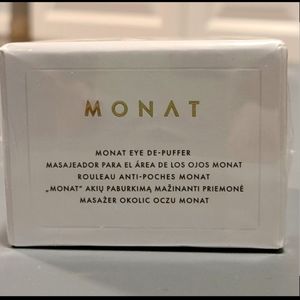 MONAT
MONAT EYE DE-PUFFER
MASAJEADOR PARA EL ÁREA DE LOS OJOS MONAT
ROULEAU ANTI-POCHES MONAT
„MONAT“ AKIŲ PABURKIMĄ MAŽINANTI PRIEMONĖ
MASAŻER OKOLIC OCZU MONAT